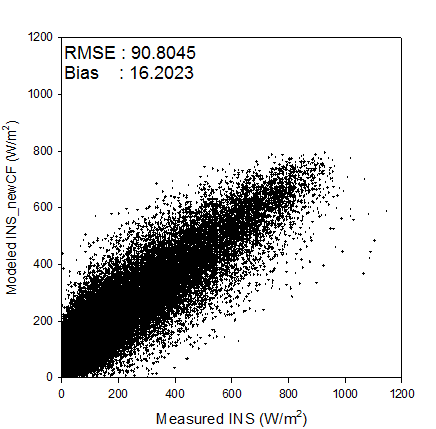 1200
RMSE : 90.8045
Bias : 16.2023
1000
800
600
400
200
0
Modeled INS_newCF (W/m²)
0 200 400 600 800 1000 1200
Measured INS (W/m²)